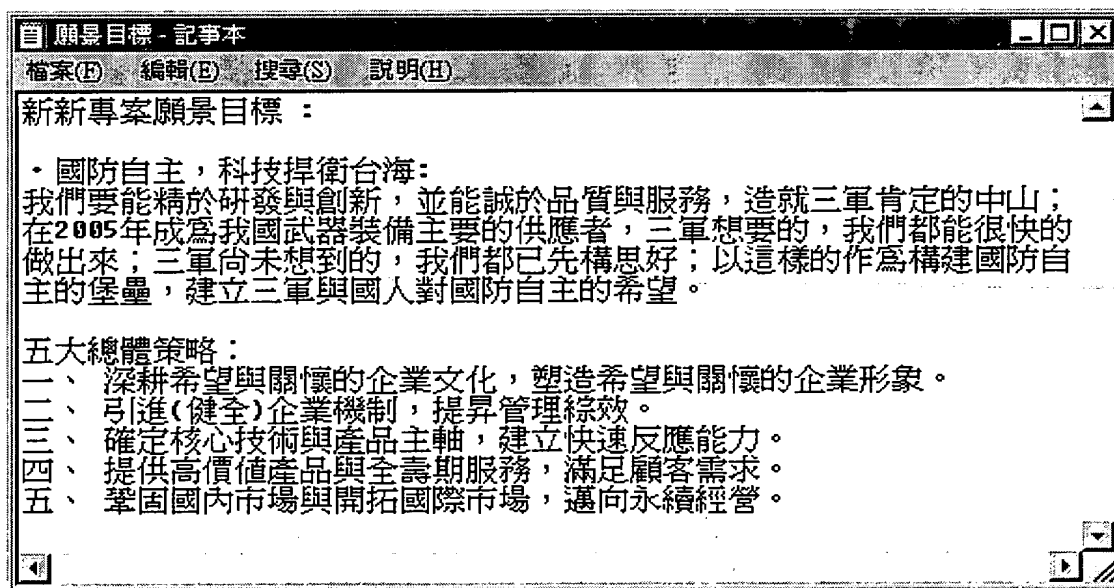 願景目標 - 記事本
檔案(F) 編輯(E) 搜尋(S) 說明(H)
新新專案願景目標 :
・國防自主，科技捍衛台海:
我們要能精於研發與創新，並能誠於品質與服務，造就三軍肯定的中山；
在2005年成為我國武器裝備主要的供應者，三軍想要的，我們都能很快的
做出來；三軍尚未想到的，我們都已先構思好；以這樣的作為構建國防自
主的堡壘，建立三軍與國人對國防自主的希望。
五大總體策略：
一、 深耕希望與關懷的企業文化，塑造希望與關懷的企業形象。
二、 引進(健全)企業機制，提昇管理綜效。
三、 確定核心技術與產品主軸，建立快速反應能力。
四、 提供高價值產品與全壽期服務，滿足顧客需求。
五、 鞏固國內市場與開拓國際市場，邁向永續經營。